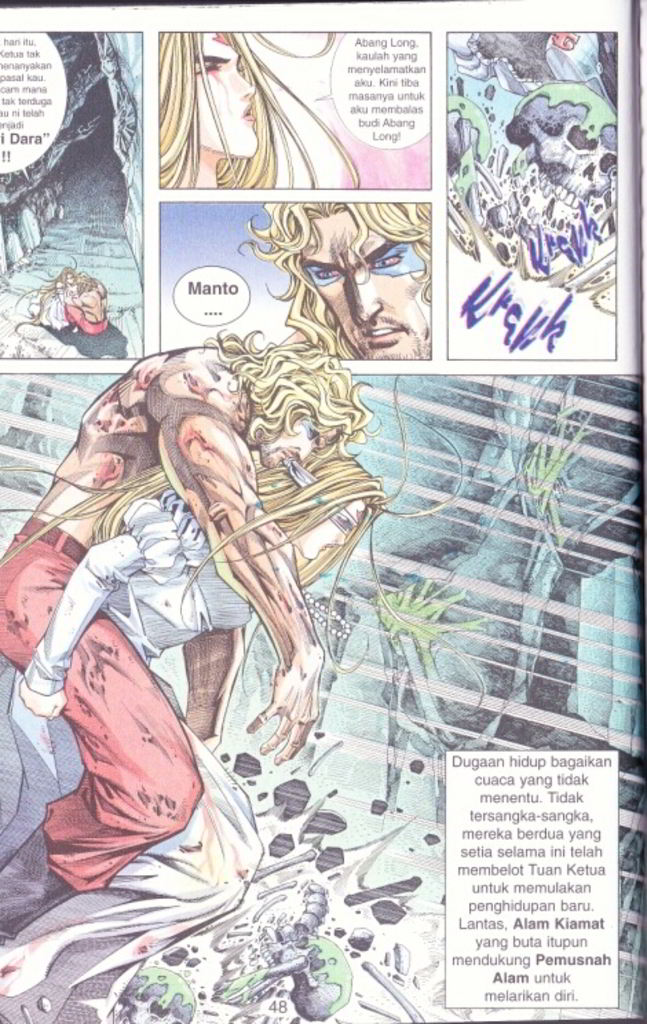 hari itu,
Ketua tak
menanyakan
pasal kau.
cam mana
tak terduga
au ni telah
enjadi
i Dara"
!!
Abang Long,
kaulah yang
menyelamatkan
aku. Kini tiba
masanya untuk
aku membalas
budi Abang
Long!
Manto
....
Krekk
Krekk
Dugaan hidup bagaikan
cuaca yang tidak
menentu. Tidak
tersangka-sangka,
mereka berdua yang
setia selama ini telah
membelot Tuan Ketua
untuk memulakan
penghidupan baru.
Lantas, Alam Kiamat
yang buta itupun
mendukung Pemusnah
Alam untuk
melarikan diri.
48